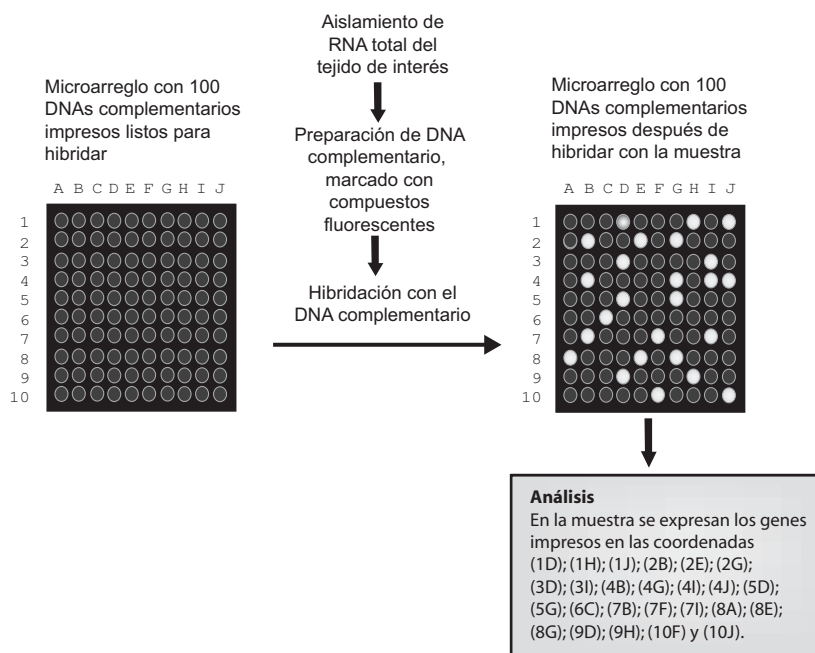 Microarreglo con 100
DNAs complementarios
impresos listos para
hibridar
A B C D E F G H I J
1
2
3
4
5
6
7
8
9
10
Aislamiento de
RNA total del
tejido de interés
Preparación de DNA
complementario,
marcado con
compuestos
fluorescentes
Hibridación con el
DNA complementario
Microarreglo con 100
DNAs complementarios
impresos después de
hibridar con la muestra
A B C D E F G H I J
1
2
3
4
5
6
7
8
9
10
Análisis
En la muestra se expresan los genes
impresos en las coordenadas
(1D); (1H); (1J); (2B); (2E); (2G);
(3D); (3I); (4B); (4G); (4I); (4J); (5D);
(5G); (6C); (7B); (7F); (7I); (8A); (8E);
(8G); (9D); (9H); (10F) y (10J).